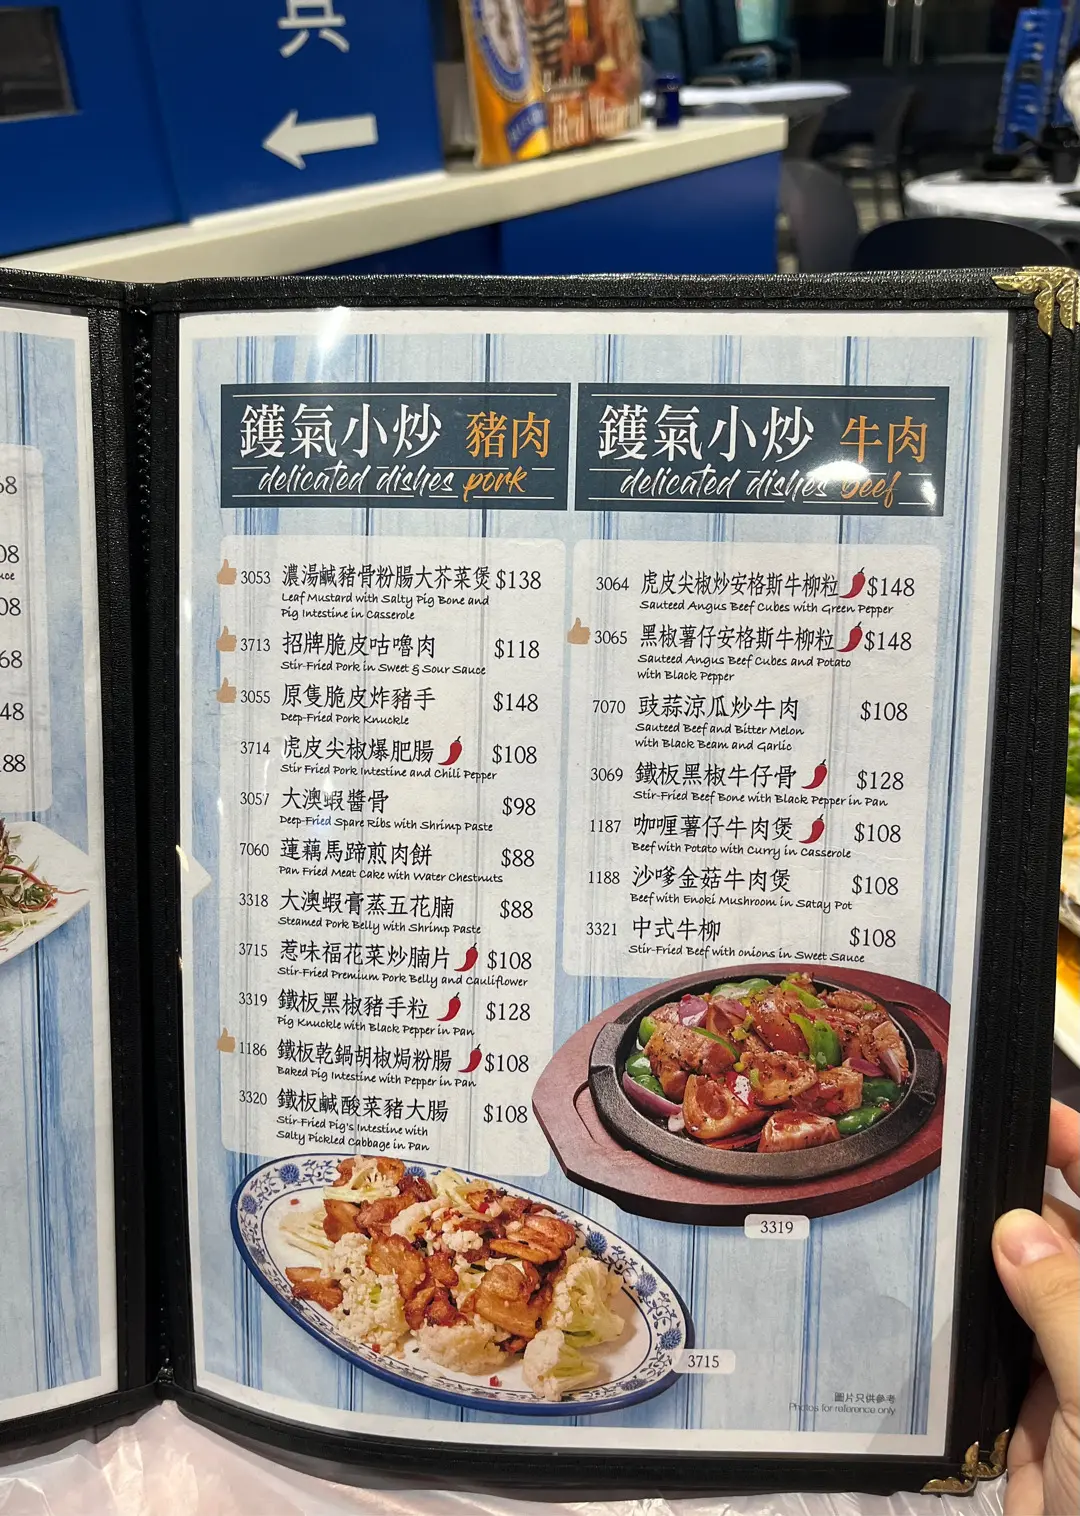 兵
Real
68
08
08
68
48
188
鑊氣小炒 豬肉
delicated dishes pork
3053 濃湯鹹豬骨粉腸大芥菜煲 $138
Leaf Mustard with Salty Pig Bone and
Pig Intestine in Casserole
3713 招牌脆皮咕嚕肉 $118
Stir-Fried Pork in Sweet & Sour Sauce
3055 原隻脆皮炸豬手 $148
Deep-Fried Pork Knuckle
3714 虎皮尖椒爆肥腸 $108
Stir Fried Pork Intestine and Chili Pepper
3057 大澳蝦醬骨 $98
Deep-Fried Spare Ribs with Shrimp Paste
7060 蓮藕馬蹄煎肉餅 $88
Pan Fried Meat Cake with Water Chestnuts
3318 大澳蝦膏蒸五花腩 $88
Steamed Pork Belly with Shrimp Paste
3715 惹味福花菜炒腩片 $108
Stir-Fried Premium Pork Belly and Cauliflower
3319 鐵板黑椒豬手粒 $128
Pig Knuckle with Black Pepper in Pan
1186 鐵板乾鍋胡椒焗粉腸 $108
Baked Pig Intestine with Pepper in Pan
3320 鐵板鹹酸菜豬大腸 $108
Stir-Fried Pig's Intestine with
Salty Pickled Cabbage in Pan
鑊氣小炒 牛肉
delicated dishes beef
3064 虎皮尖椒炒安格斯牛柳粒 $148
Sauteed Angus Beef Cubes with Green Pepper
3065 黑椒薯仔安格斯牛柳粒 $148
Sauteed Angus Beef Cubes and Potato
with Black Pepper
7070 豉蒜涼瓜炒牛肉 $108
Sauteed Beef and Bitter Melon
with Black Beam and Garlic
3069 鐵板黑椒牛仔骨 $128
Stir-Fried Beef Bone with Black Pepper in Pan
1187 咖喱薯仔牛肉煲 $108
Beef with Potato with Curry in Casserole
1188 沙嗲金菇牛肉煲 $108
Beef with Enoki Mushroom in Satay Pot
3321 中式牛柳 $108
Stir-Fried Beef with onions in Sweet Sauce
3319
3715
圖片只供參考
Photos for reference only